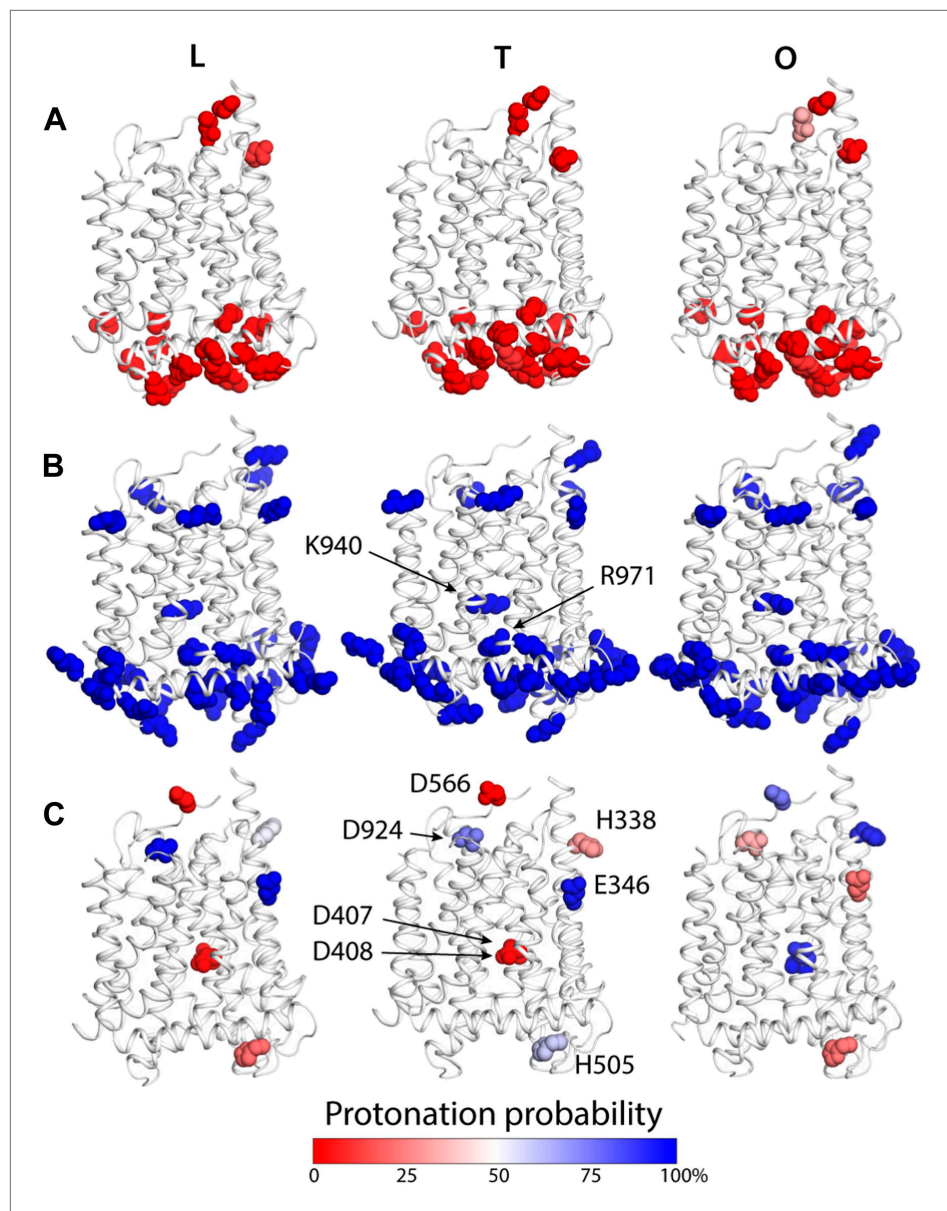 L T O
A
B
K940
R971
C
D566
D924
H338
E346
D407
D408
H505
Protonation probability
0 25 50 75 100%